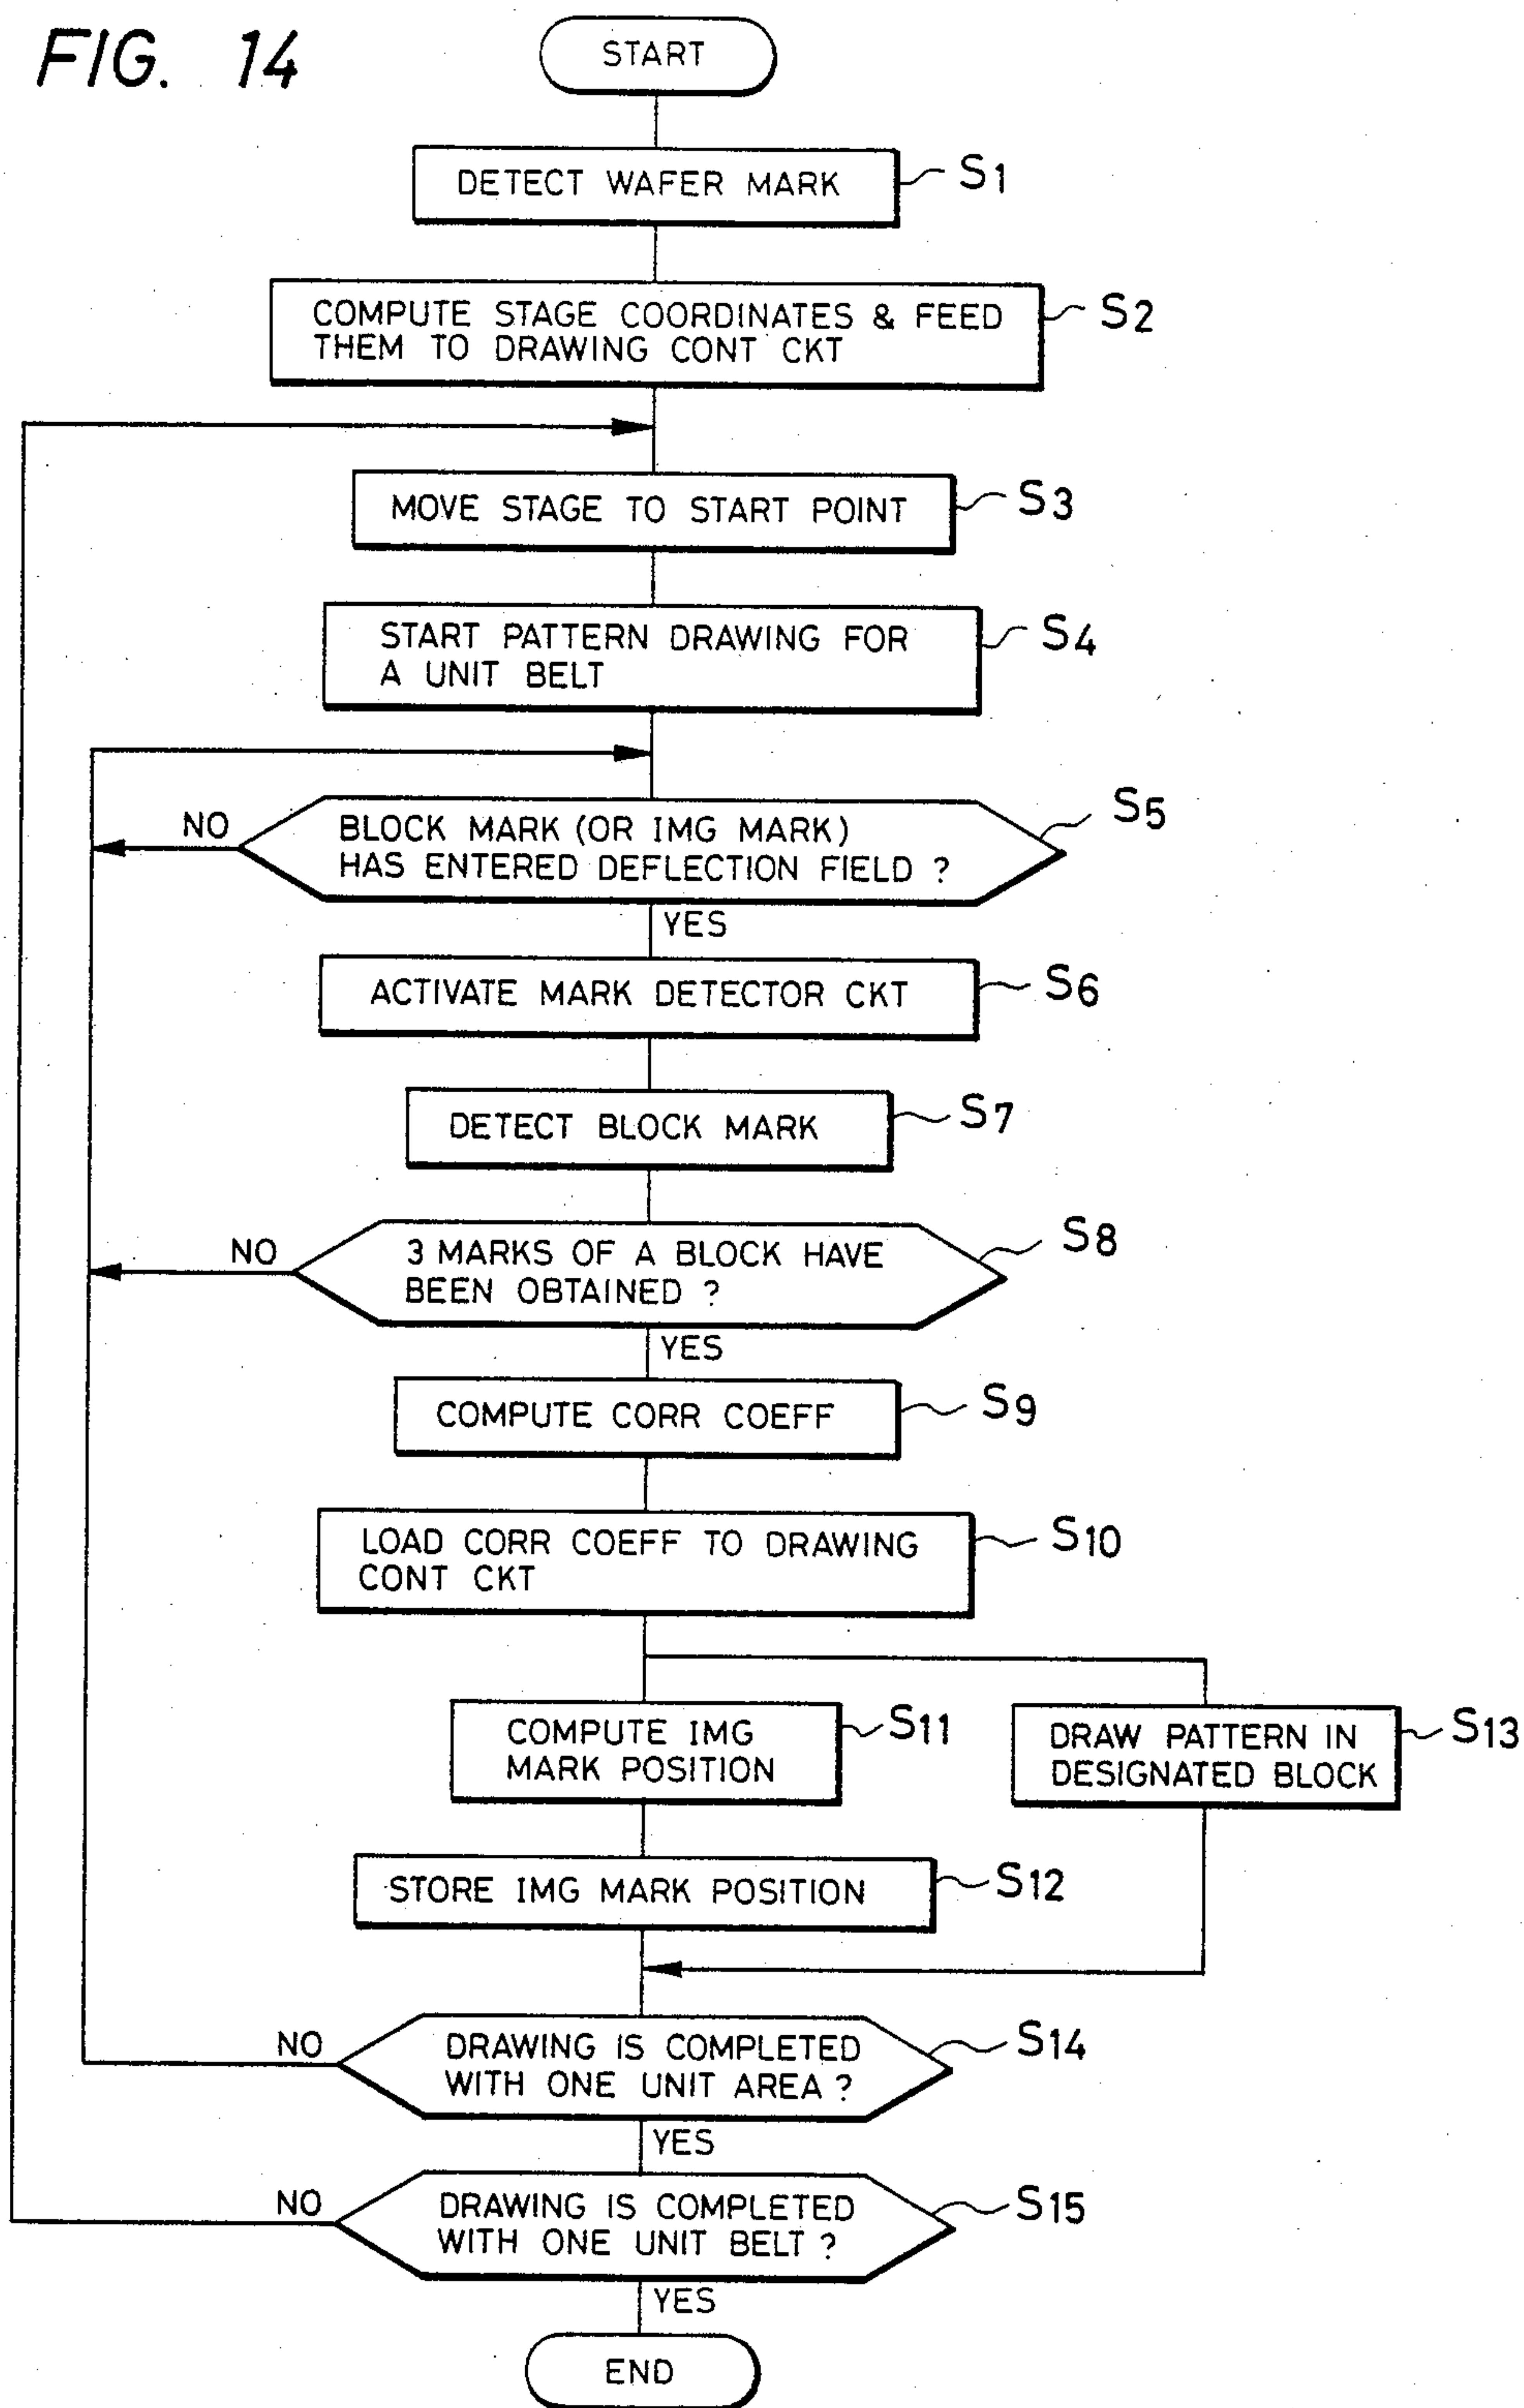 FIG. 14
START
DETECT WAFER MARK
S1
COMPUTE STAGE COORDINATES & FEED
THEM TO DRAWING CONT CKT
S2
MOVE STAGE TO START POINT
S3
START PATTERN DRAWING FOR
A UNIT BELT
S4
BLOCK MARK (OR IMG MARK)
HAS ENTERED DEFLECTION FIELD ?
S5
NO
YES
ACTIVATE MARK DETECTOR CKT
S6
DETECT BLOCK MARK
S7
3 MARKS OF A BLOCK HAVE
BEEN OBTAINED ?
S8
NO
YES
COMPUTE CORR COEFF
S9
LOAD CORR COEFF TO DRAWING
CONT CKT
S10
COMPUTE IMG
MARK POSITION
S11
DRAW PATTERN IN
DESIGNATED BLOCK
S13
STORE IMG MARK POSITION
S12
DRAWING IS COMPLETED
WITH ONE UNIT AREA ?
S14
NO
YES
DRAWING IS COMPLETED
WITH ONE UNIT BELT ?
S15
NO
YES
END